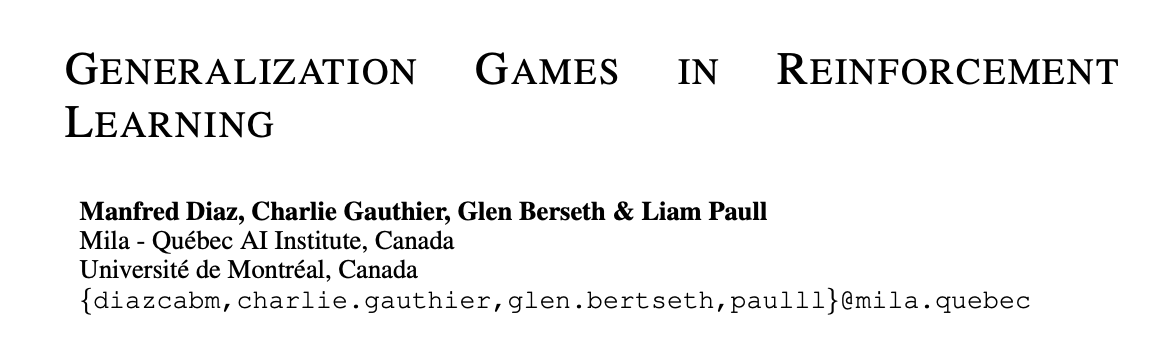 GENERALIZATION GAMES IN REINFORCEMENT
LEARNING
Manfred Diaz, Charlie Gauthier, Glen Berseth & Liam Paull
Mila - Québec AI Institute, Canada
Université de Montréal, Canada
{diazcabm,charlie.gauthier,glen.bertseth,paulll}@mila.quebec